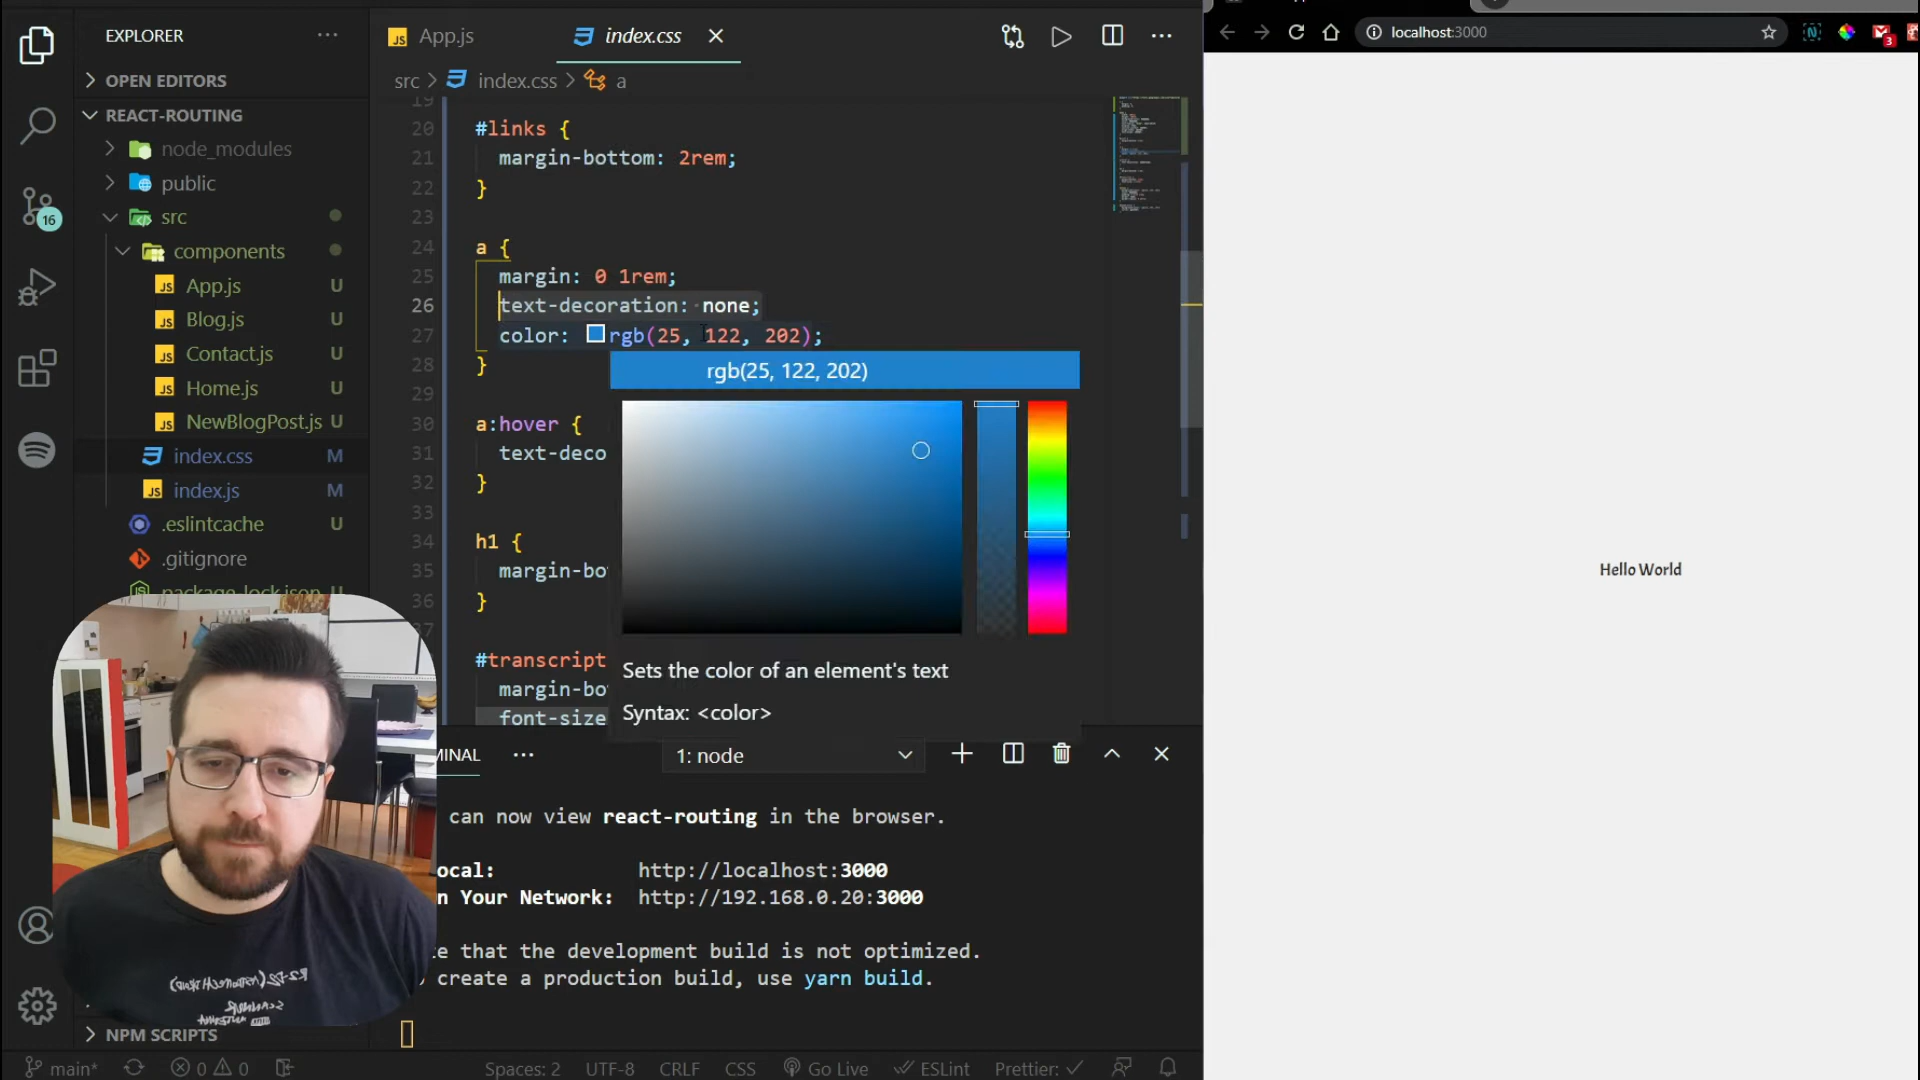 EXPLORER
OPEN EDITORS
REACT-ROUTING
node_modules
public
src
components
App.js U
Blog.js U
Contact.js U
Home.js U
NewBlogPost.js U
index.css M
index.js M
.eslintcache U
.gitignore
package-lock.json
NPM SCRIPTS
16
App.js
index.css
src > index.css > a
19
20 #links {
21 margin-bottom: 2rem;
22 }
23
24 a {
25 margin: 0 1rem;
26 text-decoration: none;
27 color: rgb(25, 122, 202);
28 }
29
30 a:hover {
31 text-deco
32 }
33
34 h1 {
35 margin-bo
36 }
37
#transcript
margin-bo
font-size
rgb(25, 122, 202)
Sets the color of an element's text
Syntax: <color>
MINAL
1: node
can now view react-routing in the browser.
ocal: http://localhost:3000
n Your Network: http://192.168.0.20:3000
e that the development build is not optimized.
create a production build, use yarn build.
main* 0 0 Spaces: 2 UTF-8 CRLF CSS Go Live ESLint Prettier: ✓
localhost:3000
3
Hello World